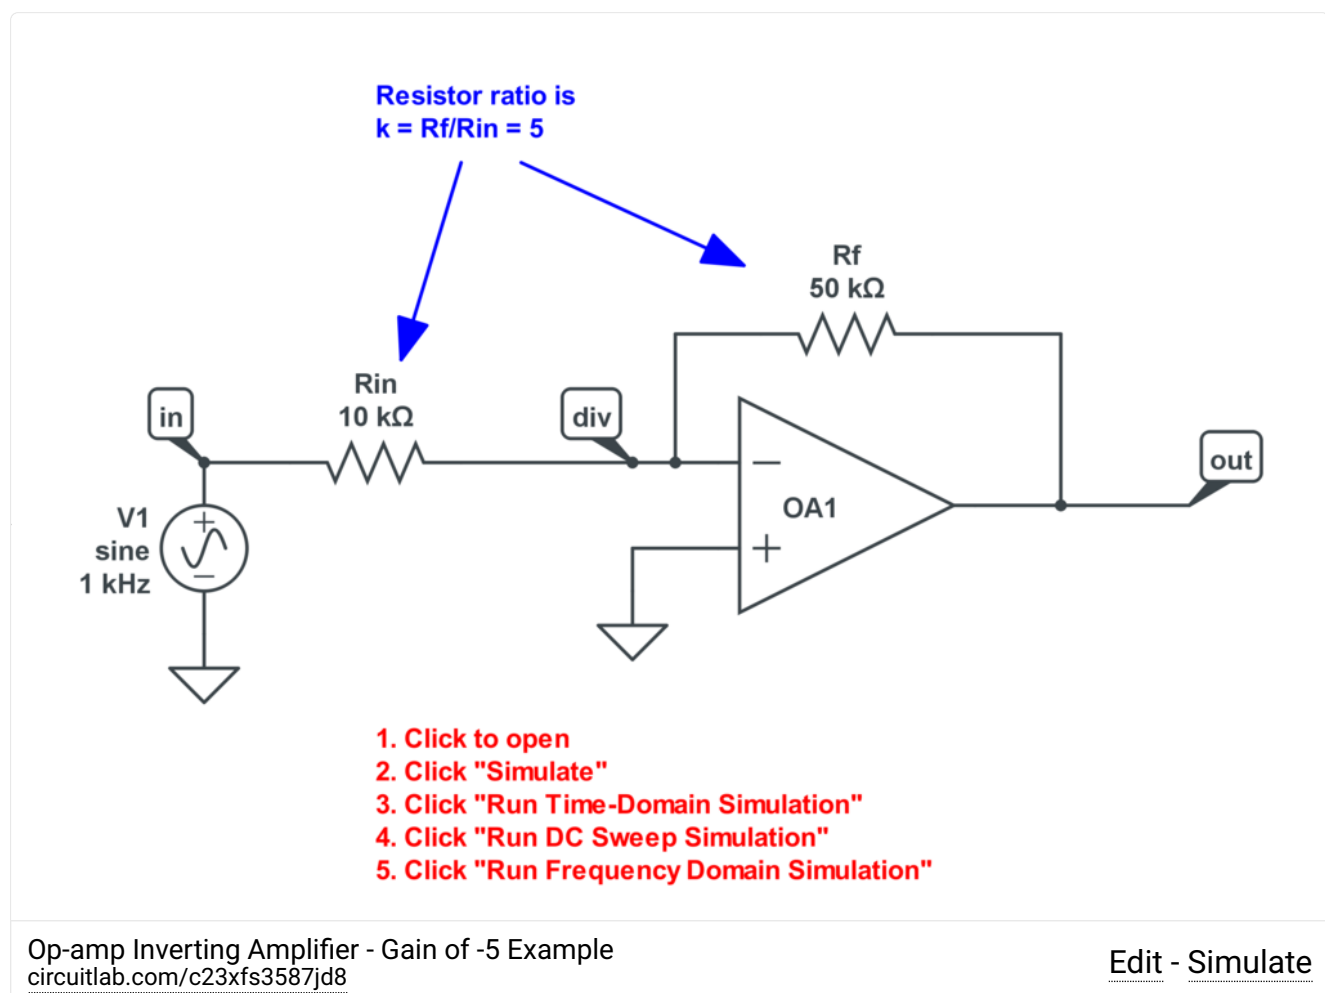 Resistor ratio is
k = Rf/Rin = 5
Rf
50 kΩ
Rin
10 kΩ
in
div
out
V1
sine
1 kHz
+
−
−
OA1
+
1. Click to open
2. Click "Simulate"
3. Click "Run Time-Domain Simulation"
4. Click "Run DC Sweep Simulation"
5. Click "Run Frequency Domain Simulation"
Op-amp Inverting Amplifier - Gain of -5 Example
circuitlab.com/c23xfs3587jd8
Edit - Simulate